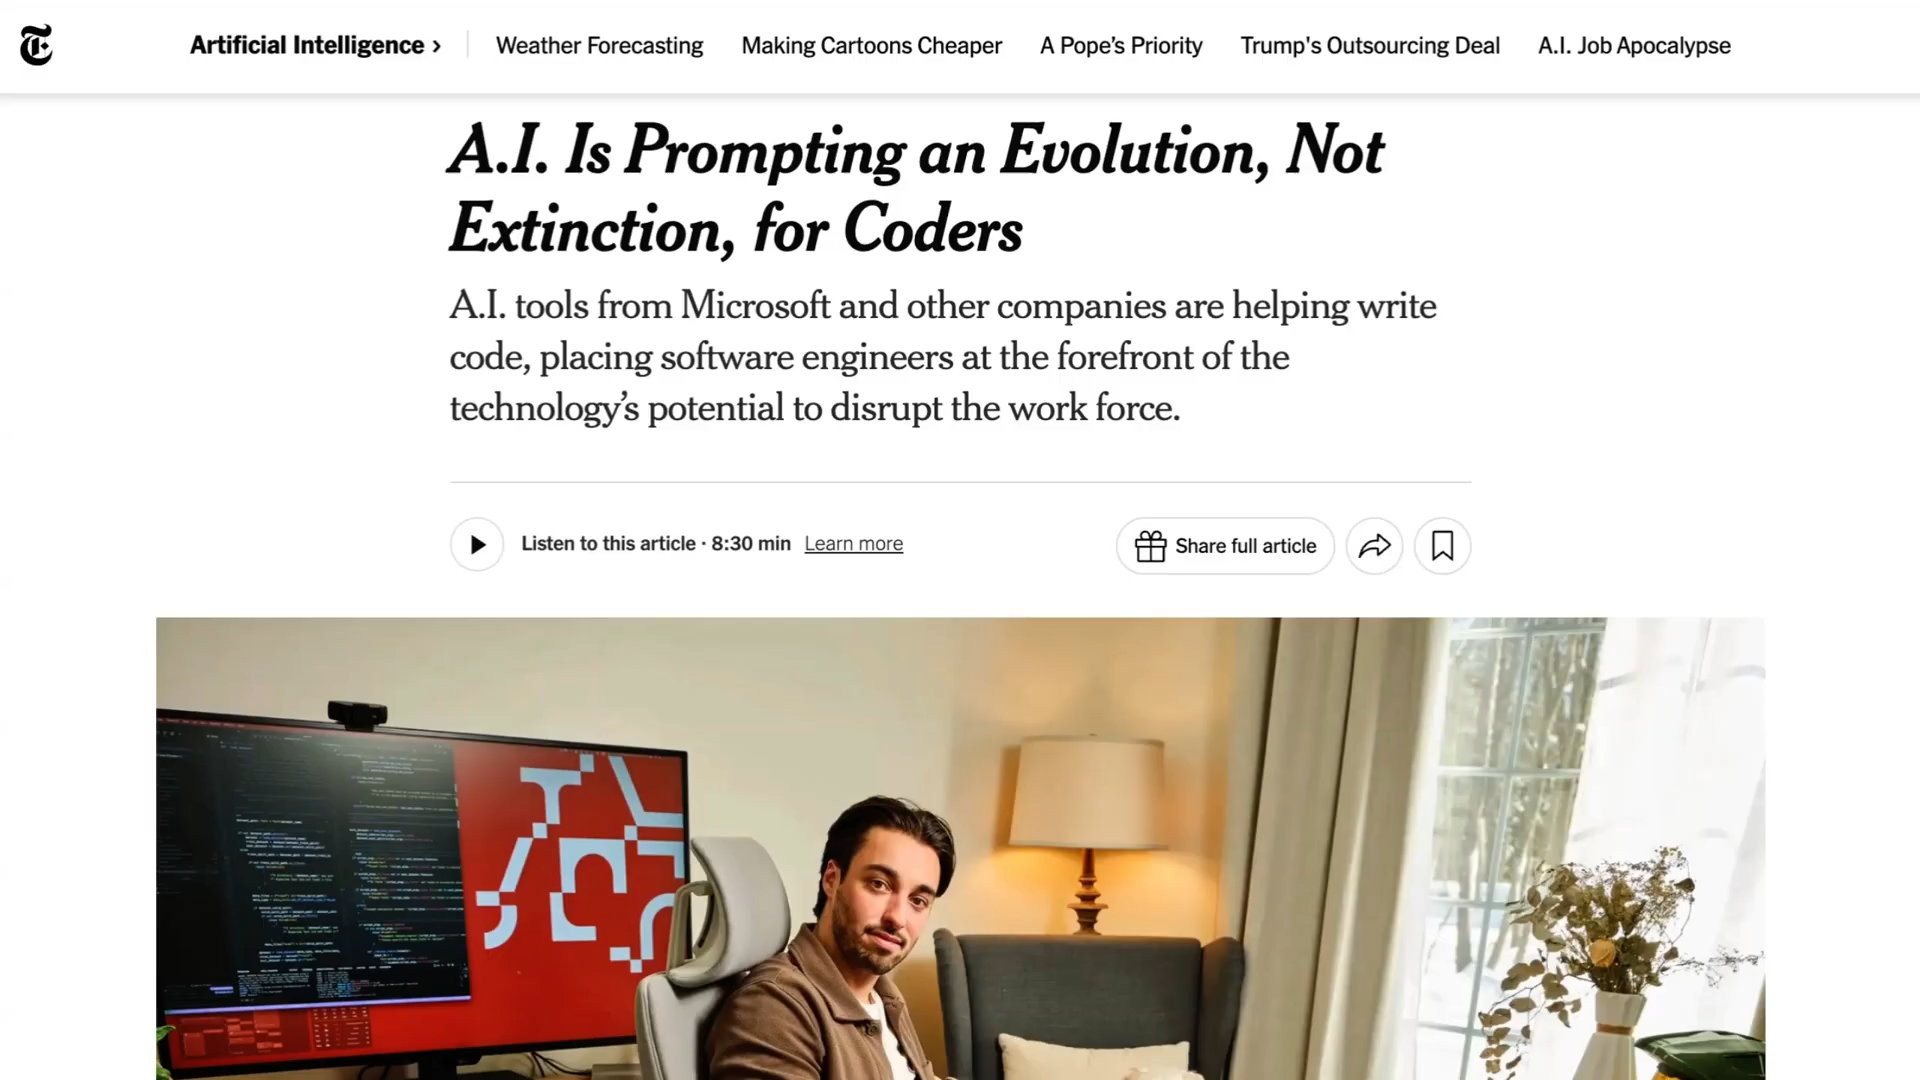 Artificial Intelligence › Weather Forecasting Making Cartoons Cheaper A Pope’s Priority Trump's Outsourcing Deal A.I. Job Apocalypse
A.I. Is Prompting an Evolution, Not
Extinction, for Coders
A.I. tools from Microsoft and other companies are helping write
code, placing software engineers at the forefront of the
technology’s potential to disrupt the work force.
Listen to this article · 8:30 min Learn more Share full article